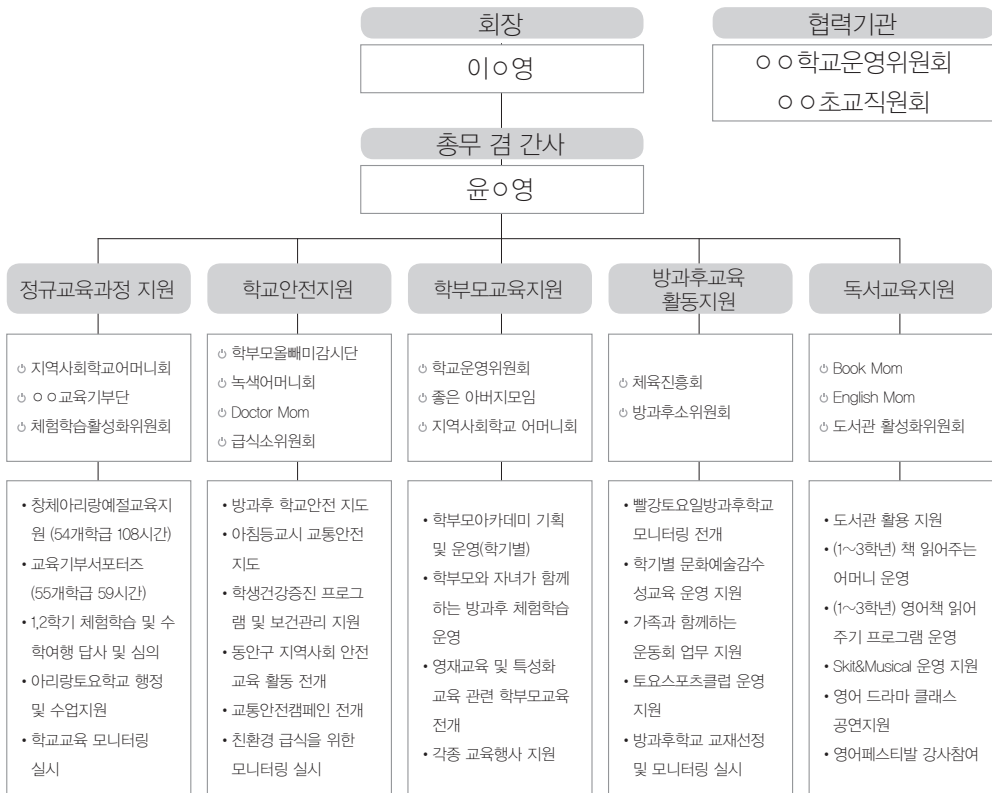 회장
이○영
협력기관
○○학교운영위원회
○○초교직원회
총무 겸 간사
윤○영
정규교육과정 지원
지역사회학교어머니회
○○교육기부단
체험학습활성화위원회
• 창체아리랑예절교육지
원 (54개학급 108시간)
• 교육기부서포터즈
(55개학급 59시간)
• 1,2학기 체험학습 및 수
학여행 답사 및 심의
• 아리랑토요학교 행정
및 수업지원
• 학교교육 모니터링
실시
학교안전지원
학부모올빼미감시단
녹색어머니회
Doctor Mom
급식소위원회
• 방과후 학교안전 지도
• 아침등교시 교통안전
지도
• 학생건강증진 프로그
램 및 보건관리 지원
• 동안구 지역사회 안전
교육 활동 전개
• 교통안전캠페인 전개
• 친환경 급식을 위한
모니터링 실시
학부모교육지원
학교운영위원회
좋은 아버지모임
지역사회학교 어머니회
• 학부모아카데미 기획
및 운영(학기별)
• 학부모와 자녀가 함께
하는 방과후 체험학습
운영
• 영재교육 및 특성화
교육 관련 학부모교육
전개
• 각종 교육행사 지원
방과후교육
활동지원
체육진흥회
방과후소위원회
• 빨강토요일방과후학교
모니터링 전개
• 학기별 문화예술감수
성교육 운영 지원
• 가족과 함께하는
운동회 업무 지원
• 토요스포츠클럽 운영
지원
• 방과후학교 교재선정
및 모니터링 실시
독서교육지원
Book Mom
English Mom
도서관 활성화위원회
• 도서관 활용 지원
• (1~3학년) 책 읽어주는
어머니 운영
• (1~3학년) 영어책 읽어
주기 프로그램 운영
• Skit&Musical 운영 지원
• 영어 드라마 클래스
공연지원
• 영어페스티발 강사참여